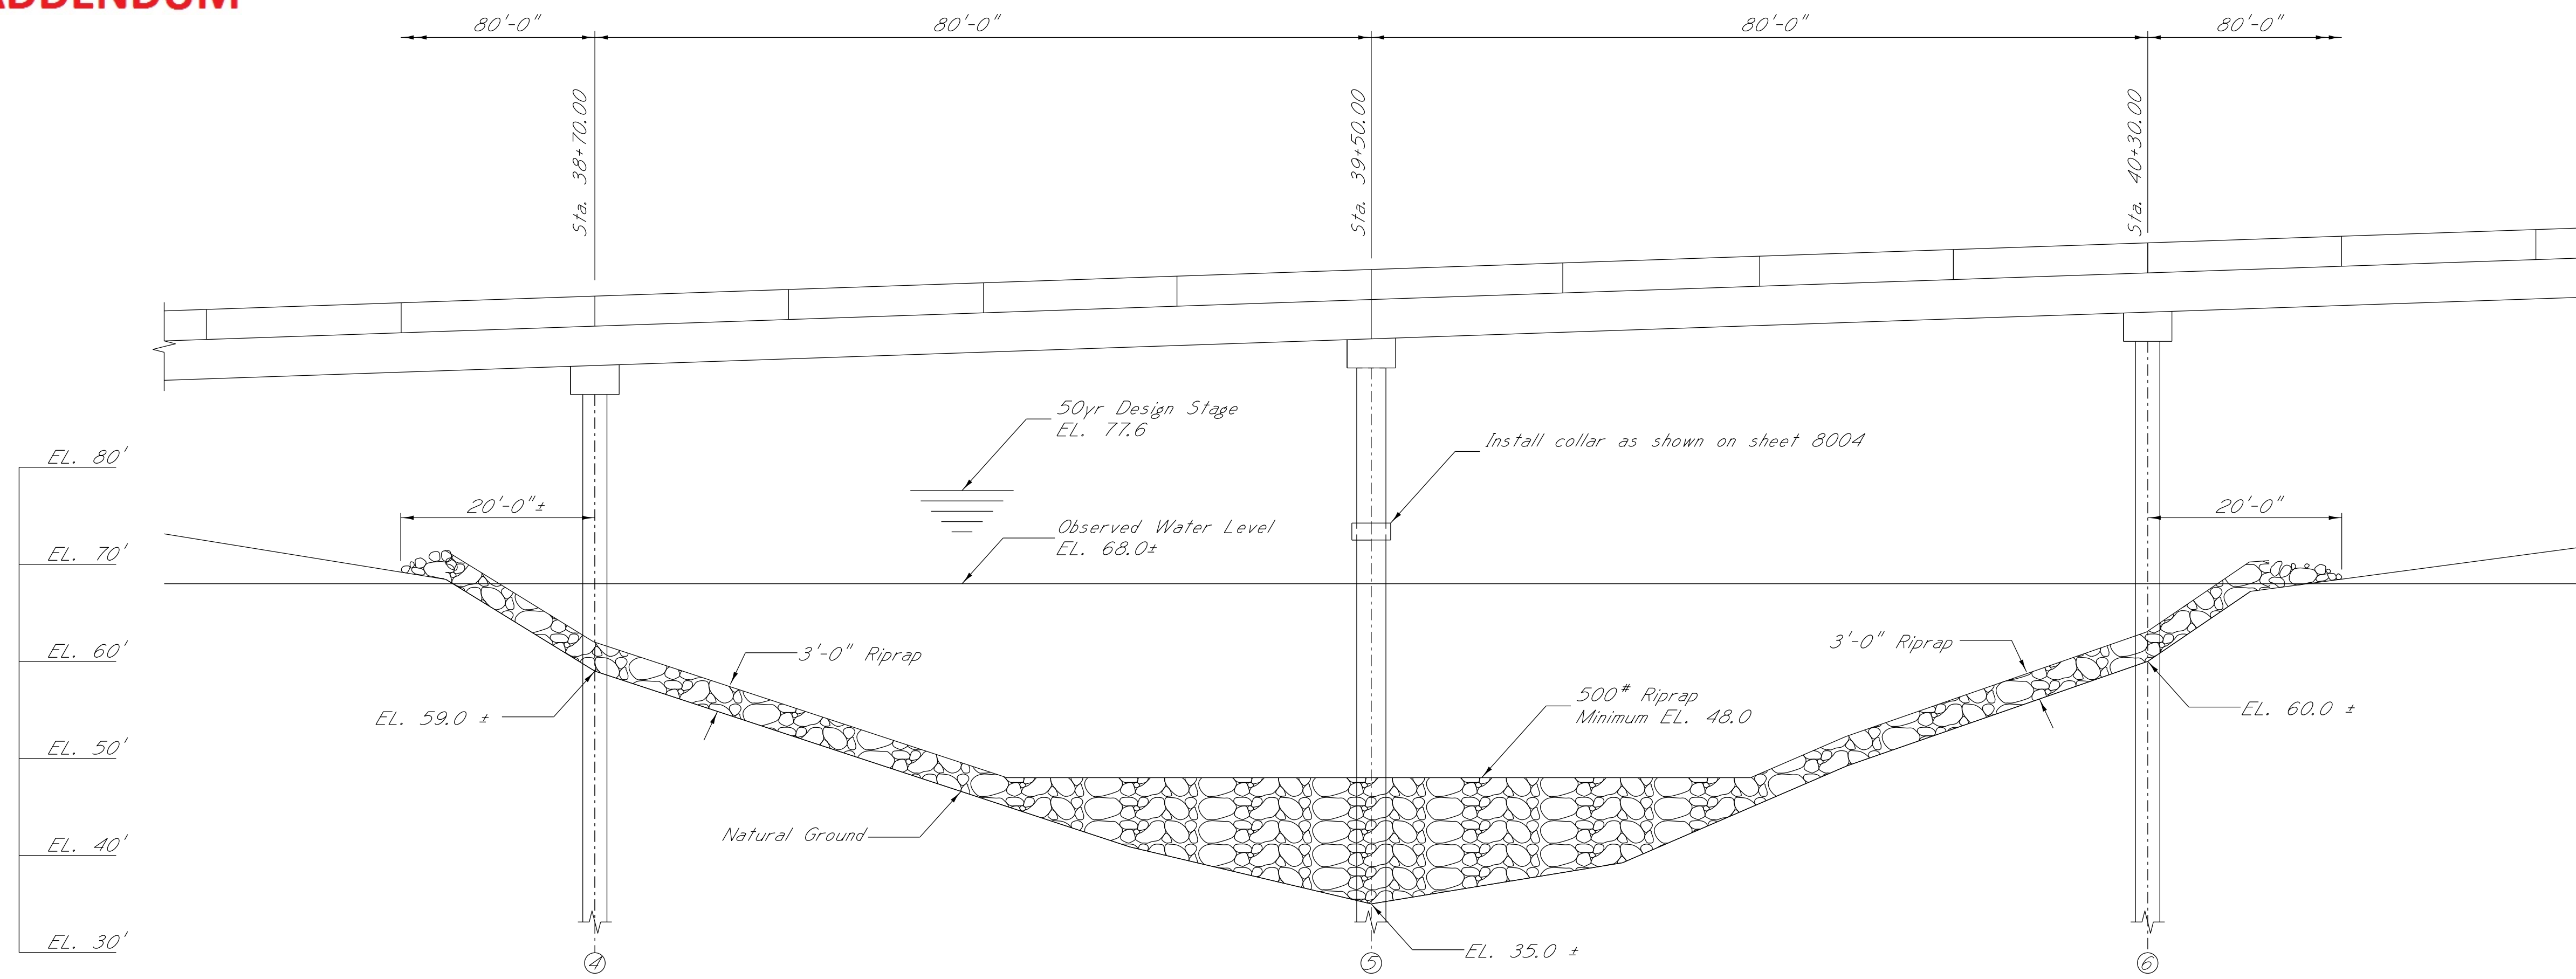 ADDENDUM
80'-0"
80'-0"
80'-0"
80'-0"
Sta. 38+70.00
Sta. 39+50.00
Sta. 40+30.00
50yr Design Stage
EL. 77.6
Install collar as shown on sheet 8004
EL. 80'
20'-0"±
20'-0"
Observed Water Level
EL. 68.0±
EL. 70'
3'-0" Riprap
3'-0" Riprap
EL. 60'
500# Riprap
Minimum EL. 48.0
EL. 59.0 ±
EL. 60.0 ±
EL. 50'
Natural Ground
EL. 40'
EL. 30'
EL. 35.0 ±
4
5
6